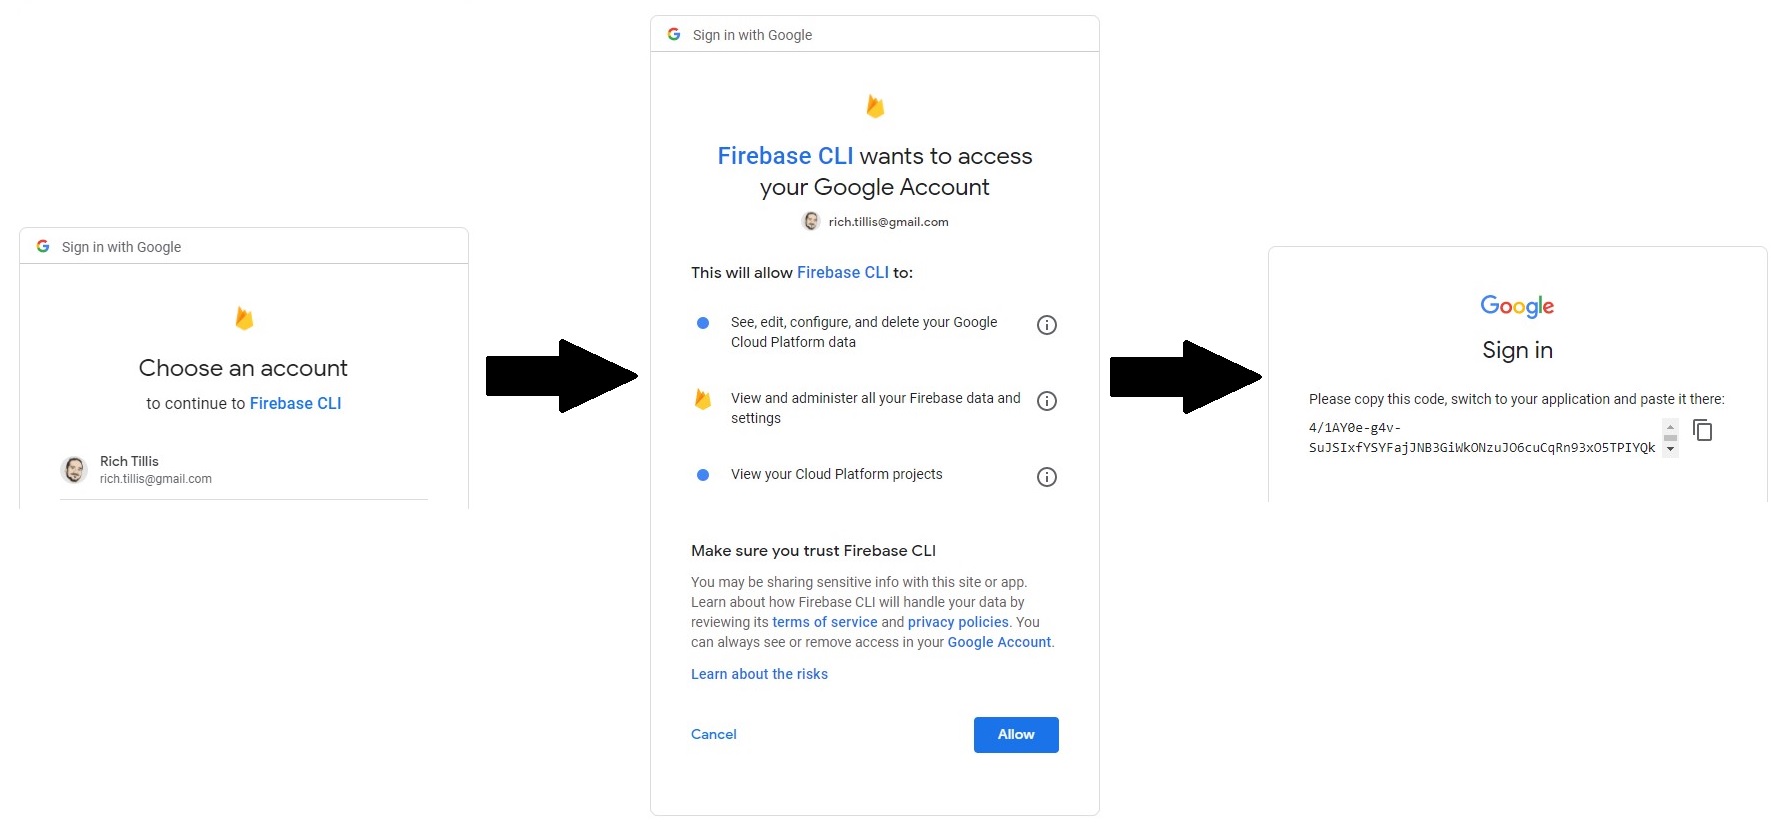 Sign in with Google
Choose an account
to continue to Firebase CLI
Rich Tillis
rich.tillis@gmail.com
Sign in with Google
Firebase CLI wants to access
your Google Account
rich.tillis@gmail.com
This will allow Firebase CLI to:
See, edit, configure, and delete your Google
Cloud Platform data
View and administer all your Firebase data and
settings
View your Cloud Platform projects
Make sure you trust Firebase CLI
You may be sharing sensitive info with this site or app.
Learn about how Firebase CLI will handle your data by
reviewing its terms of service and privacy policies. You
can always see or remove access in your Google Account.
Learn about the risks
Cancel
Allow
Google
Sign in
Please copy this code, switch to your application and paste it there:
4/1AY0e-g4v-
SuJSIxfYSYFajJNB3GiWkONzuJO6cuCqRn93xO5TPIYQk